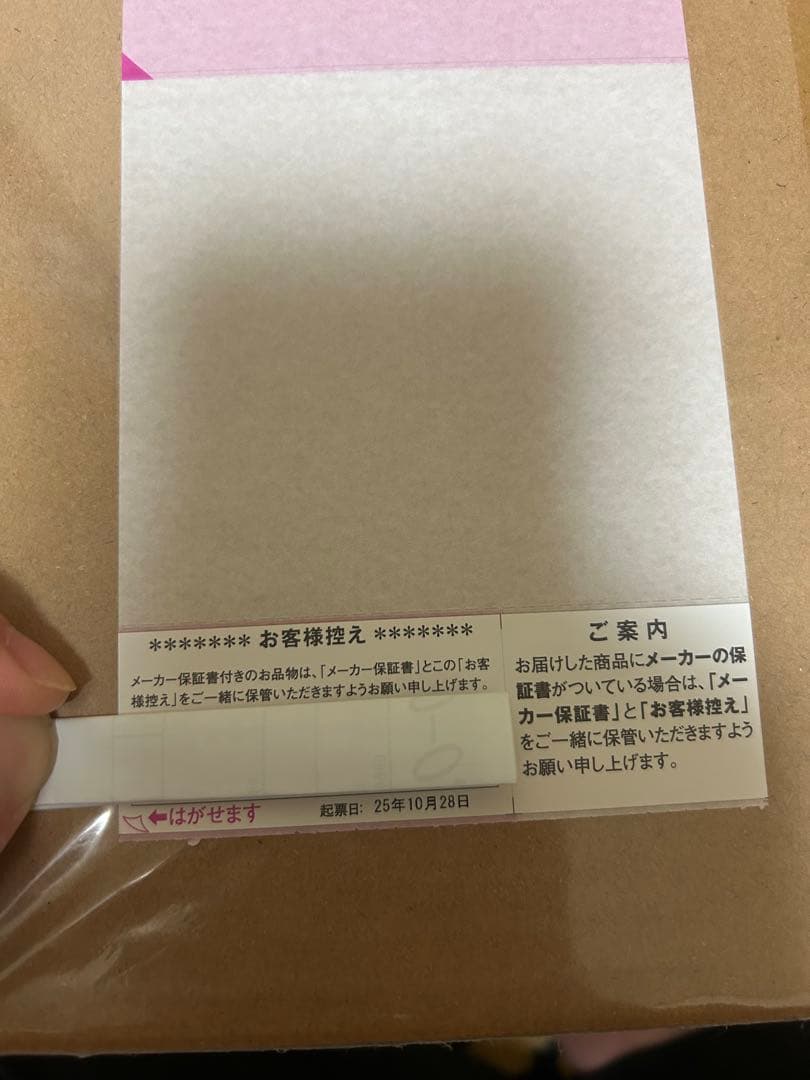 ******* お客様控え *******
メーカー保証書付きのお品物は、「メーカー保証書」とこの「お客
様控え」をご一緒に保管いただきますようお願い申し上げます。
はがせます
起票日: 25年10月28日
ご案内
お届けした商品にメーカーの保
証書がついている場合は、「メー
カー保証書」と「お客様控え」
をご一緒に保管いただきますよう
お願い申し上げます。